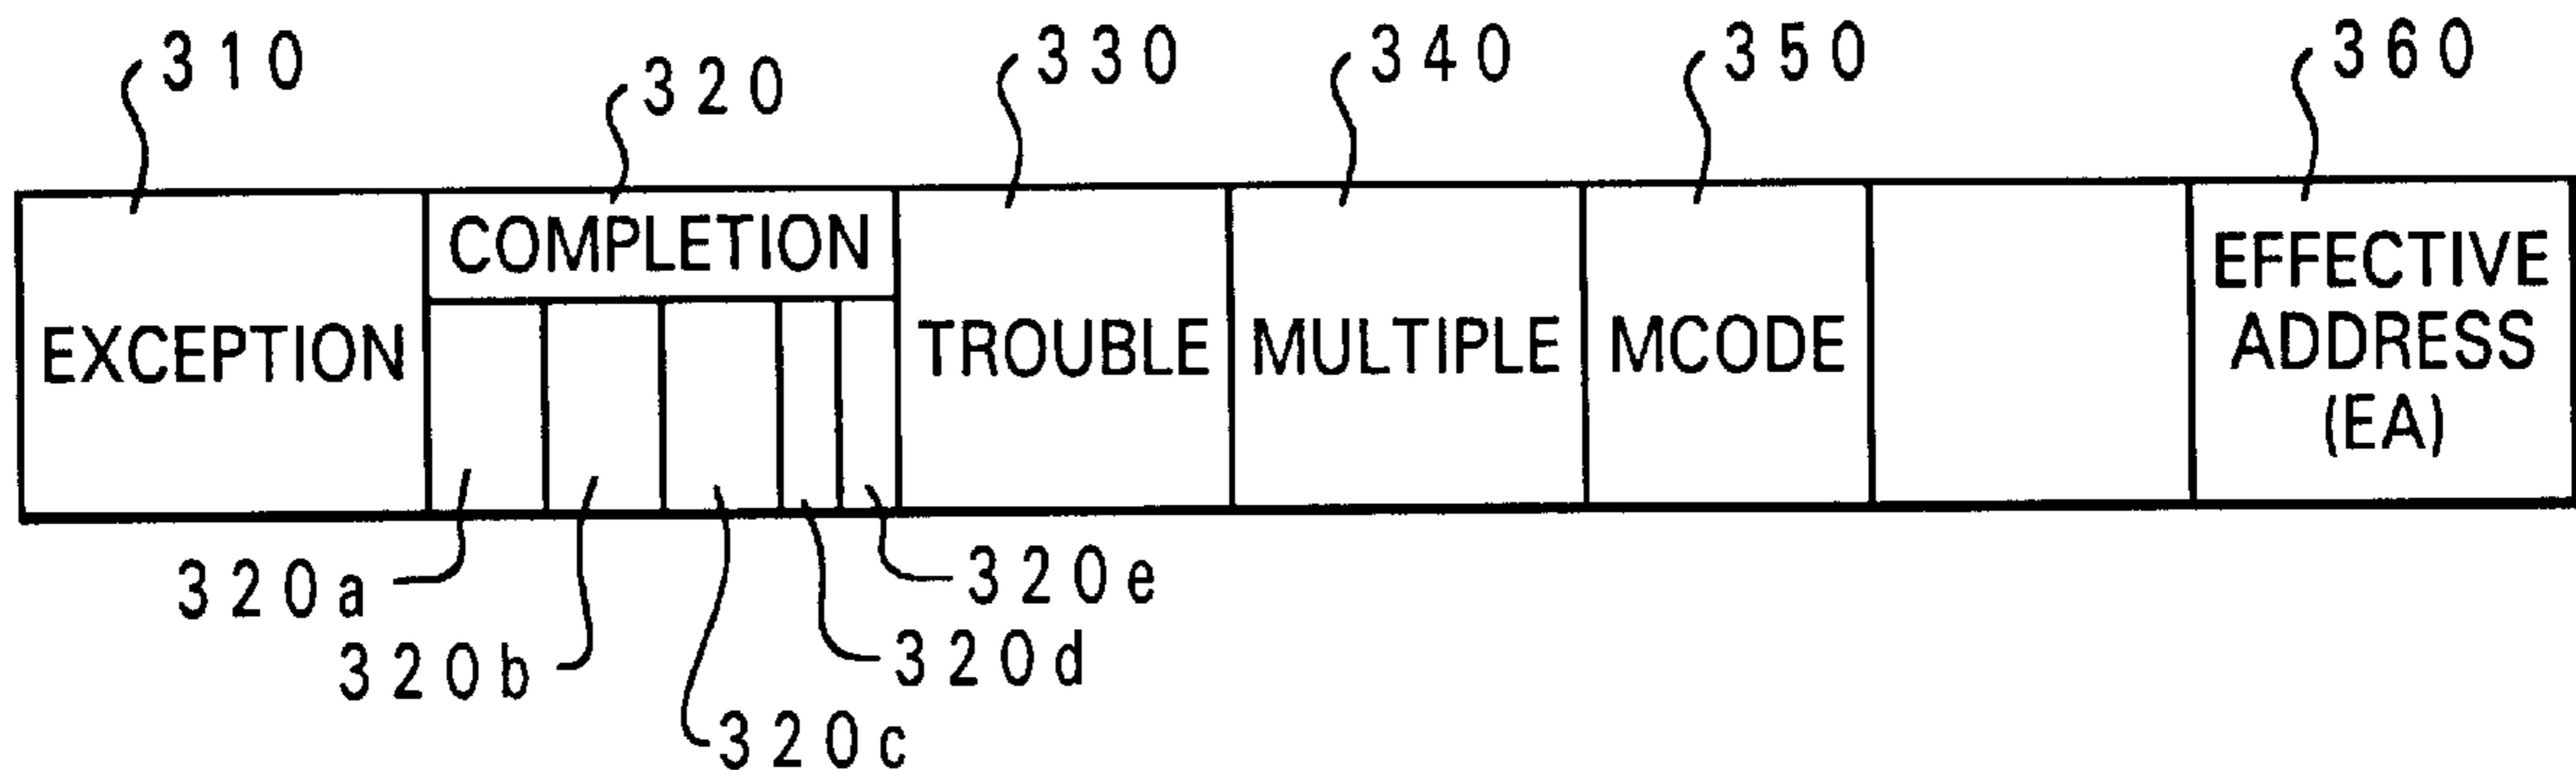 310
320
330
340
350
360
EXCEPTION
COMPLETION
TROUBLE
MULTIPLE
MCODE
EFFECTIVE
ADDRESS
(EA)
320a
320b
320c
320d
320e